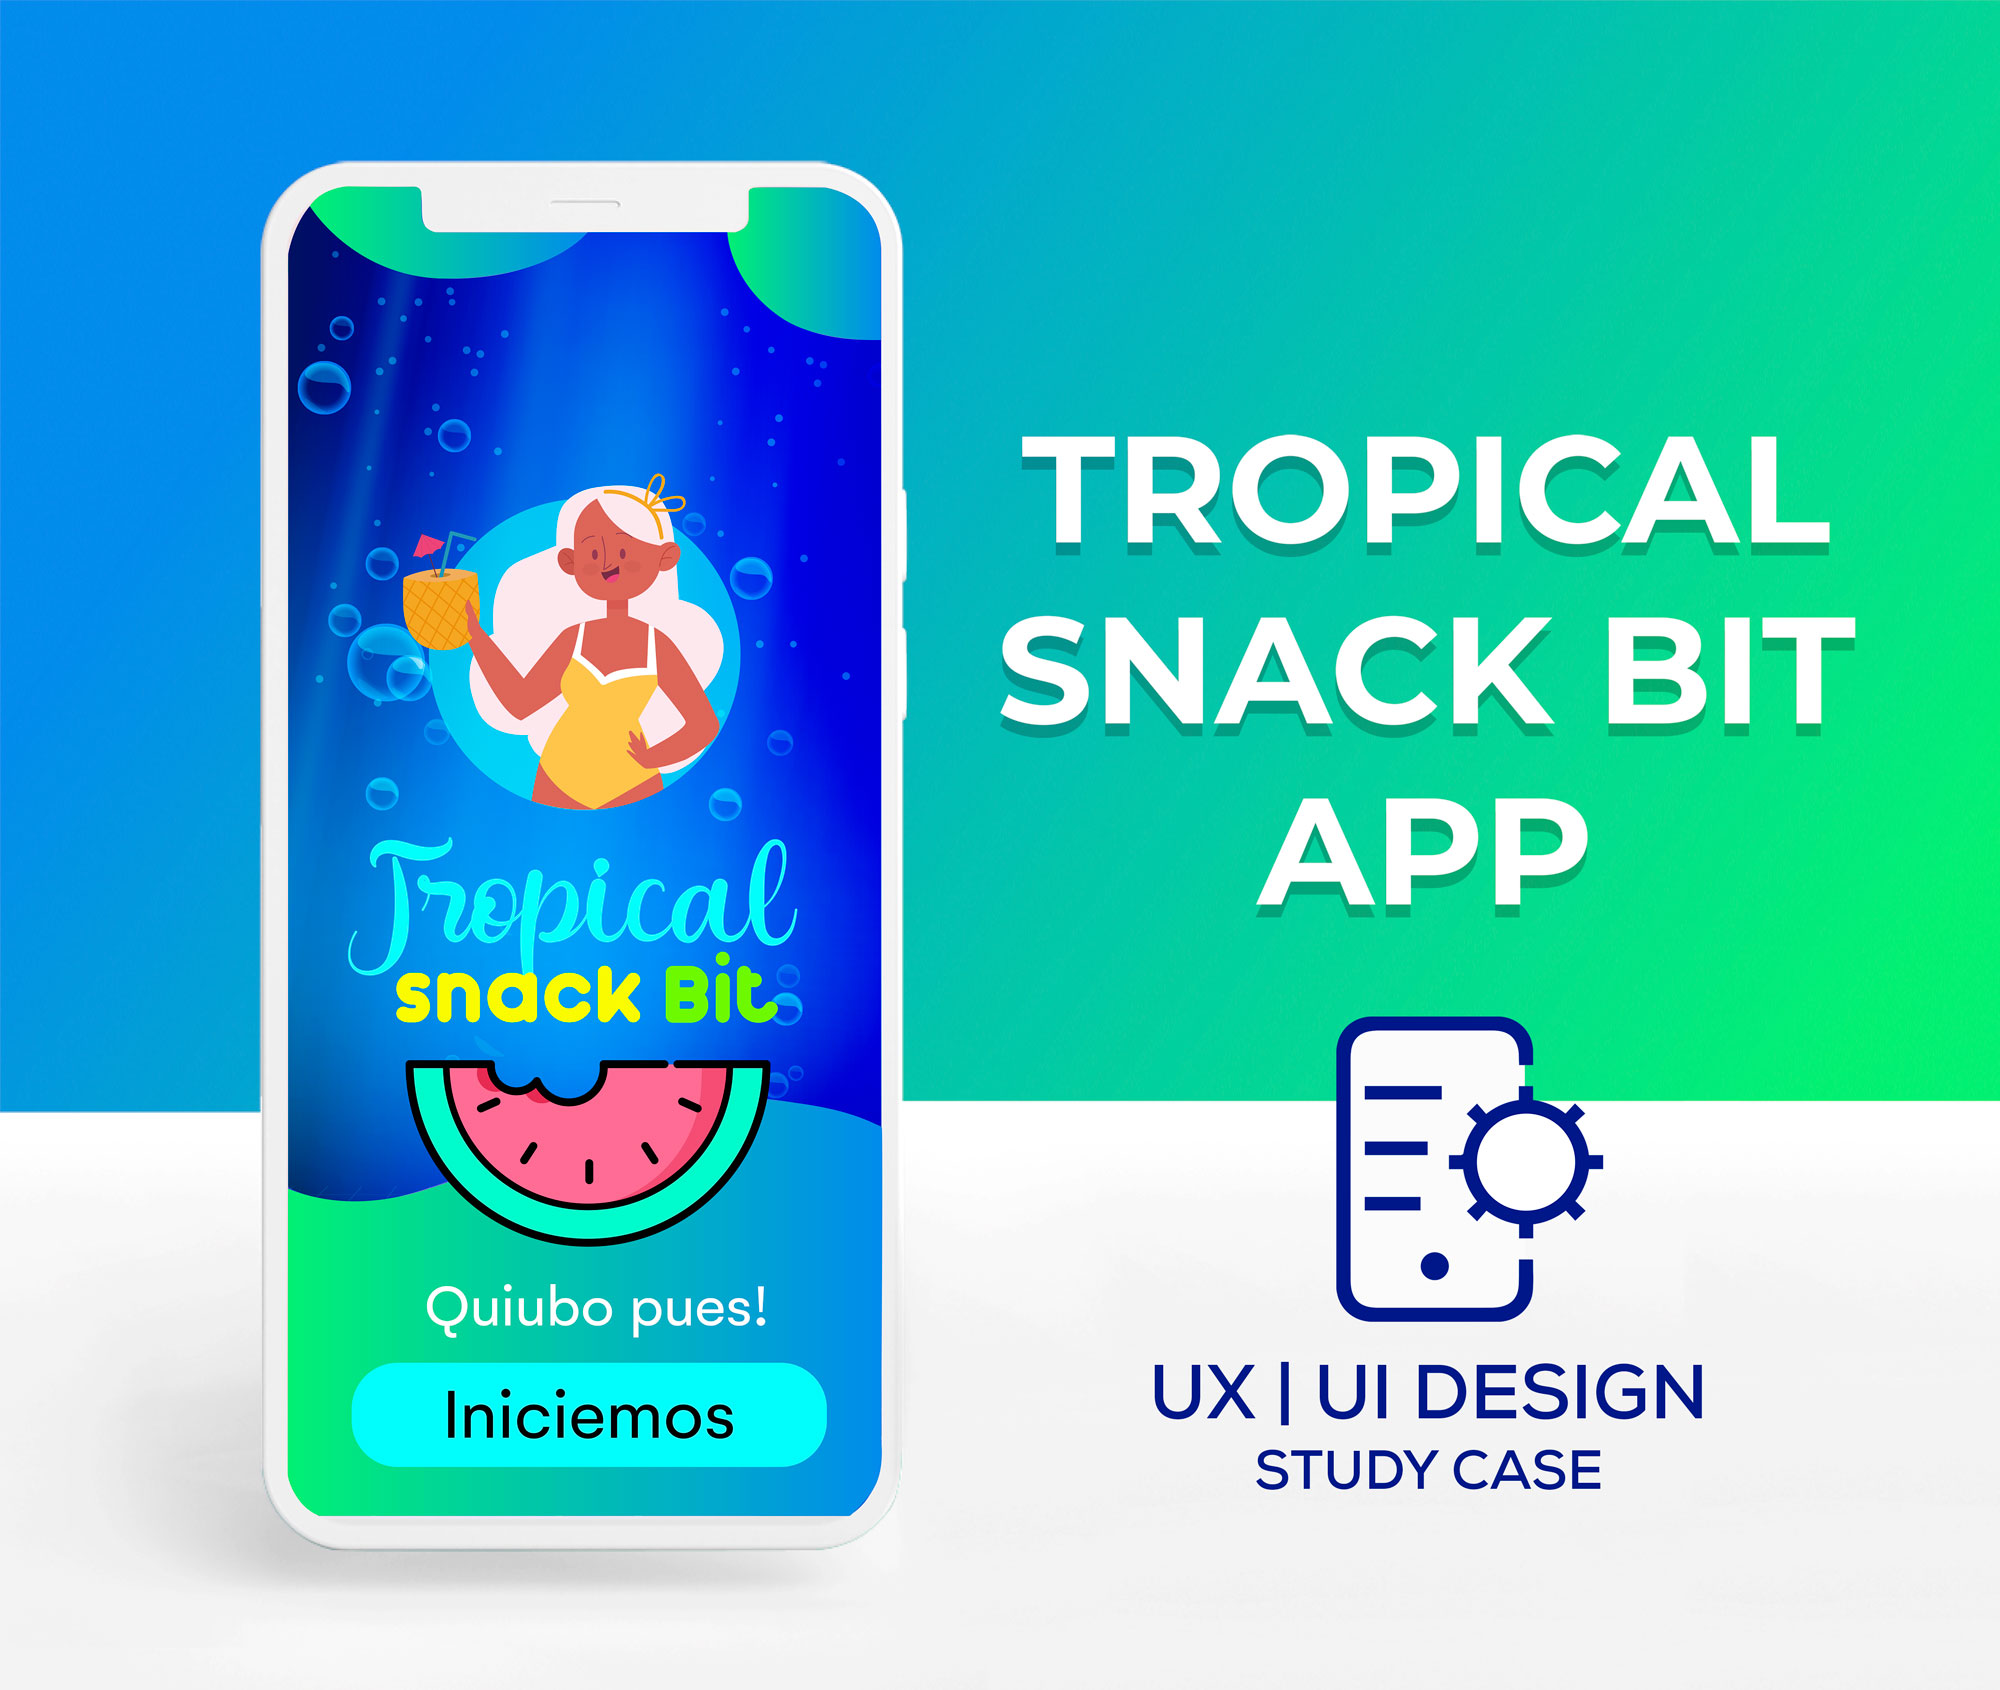 Tropical
snack Bit
Quiubo pues!
Iniciemos
TROPICAL
SNACK BIT
APP
UX | UI DESIGN
STUDY CASE